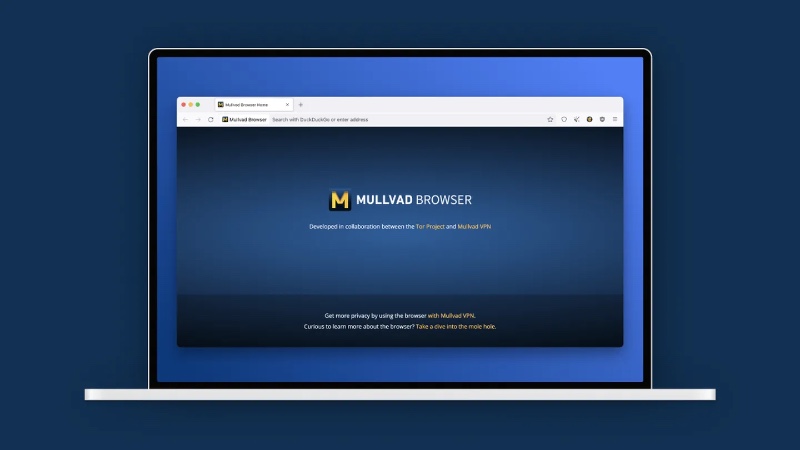 Mullvad Browser Home
Mullvad Browser Search with DuckDuckGo or enter address
M MULLVAD BROWSER
Developed in collaboration between the Tor Project and Mullvad VPN
Get more privacy by using the browser with Mullvad VPN.
Curious to learn more about the browser? Take a dive into the mole hole.